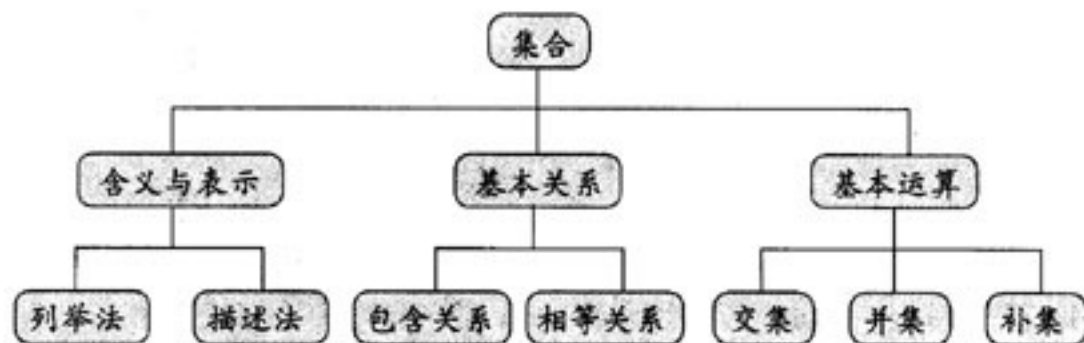 集合
含义与表示 基本关系 基本运算
列举法 描述法 包含关系 相等关系 交集 并集 补集